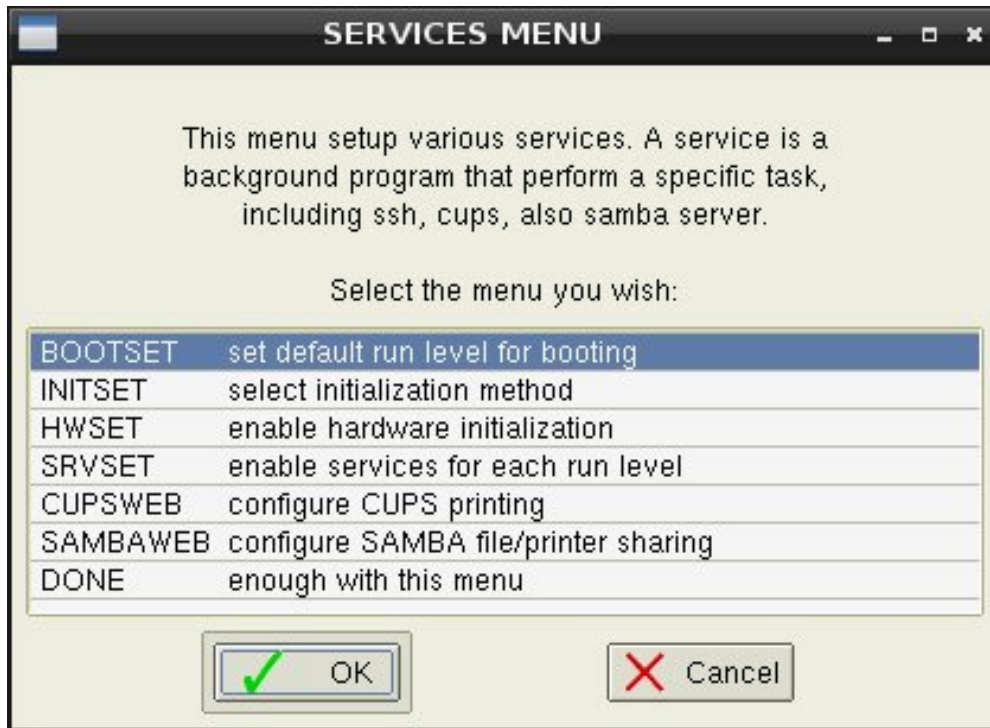 SERVICES MENU
This menu setup various services. A service is a
background program that perform a specific task,
including ssh, cups, also samba server.
Select the menu you wish:
BOOTSET set default run level for booting
INITSET select initialization method
HWSET enable hardware initialization
SRVSET enable services for each run level
CUPSWEB configure CUPS printing
SAMBAWEB configure SAMBA file/printer sharing
DONE enough with this menu
OK Cancel